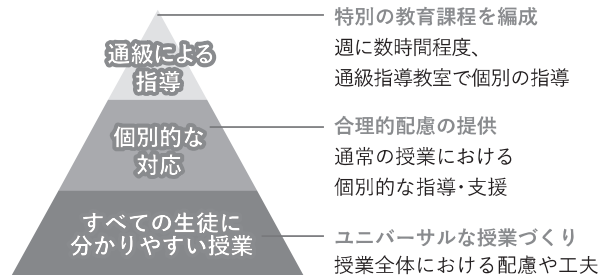 通級による
指導
特別の教育課程を編成
週に数時間程度、
通級指導教室で個別の指導
個別的な
対応
合理的配慮の提供
通常の授業における
個別的な指導・支援
すべての生徒に
分かりやすい授業
ユニバーサルな授業づくり
授業全体における配慮や工夫